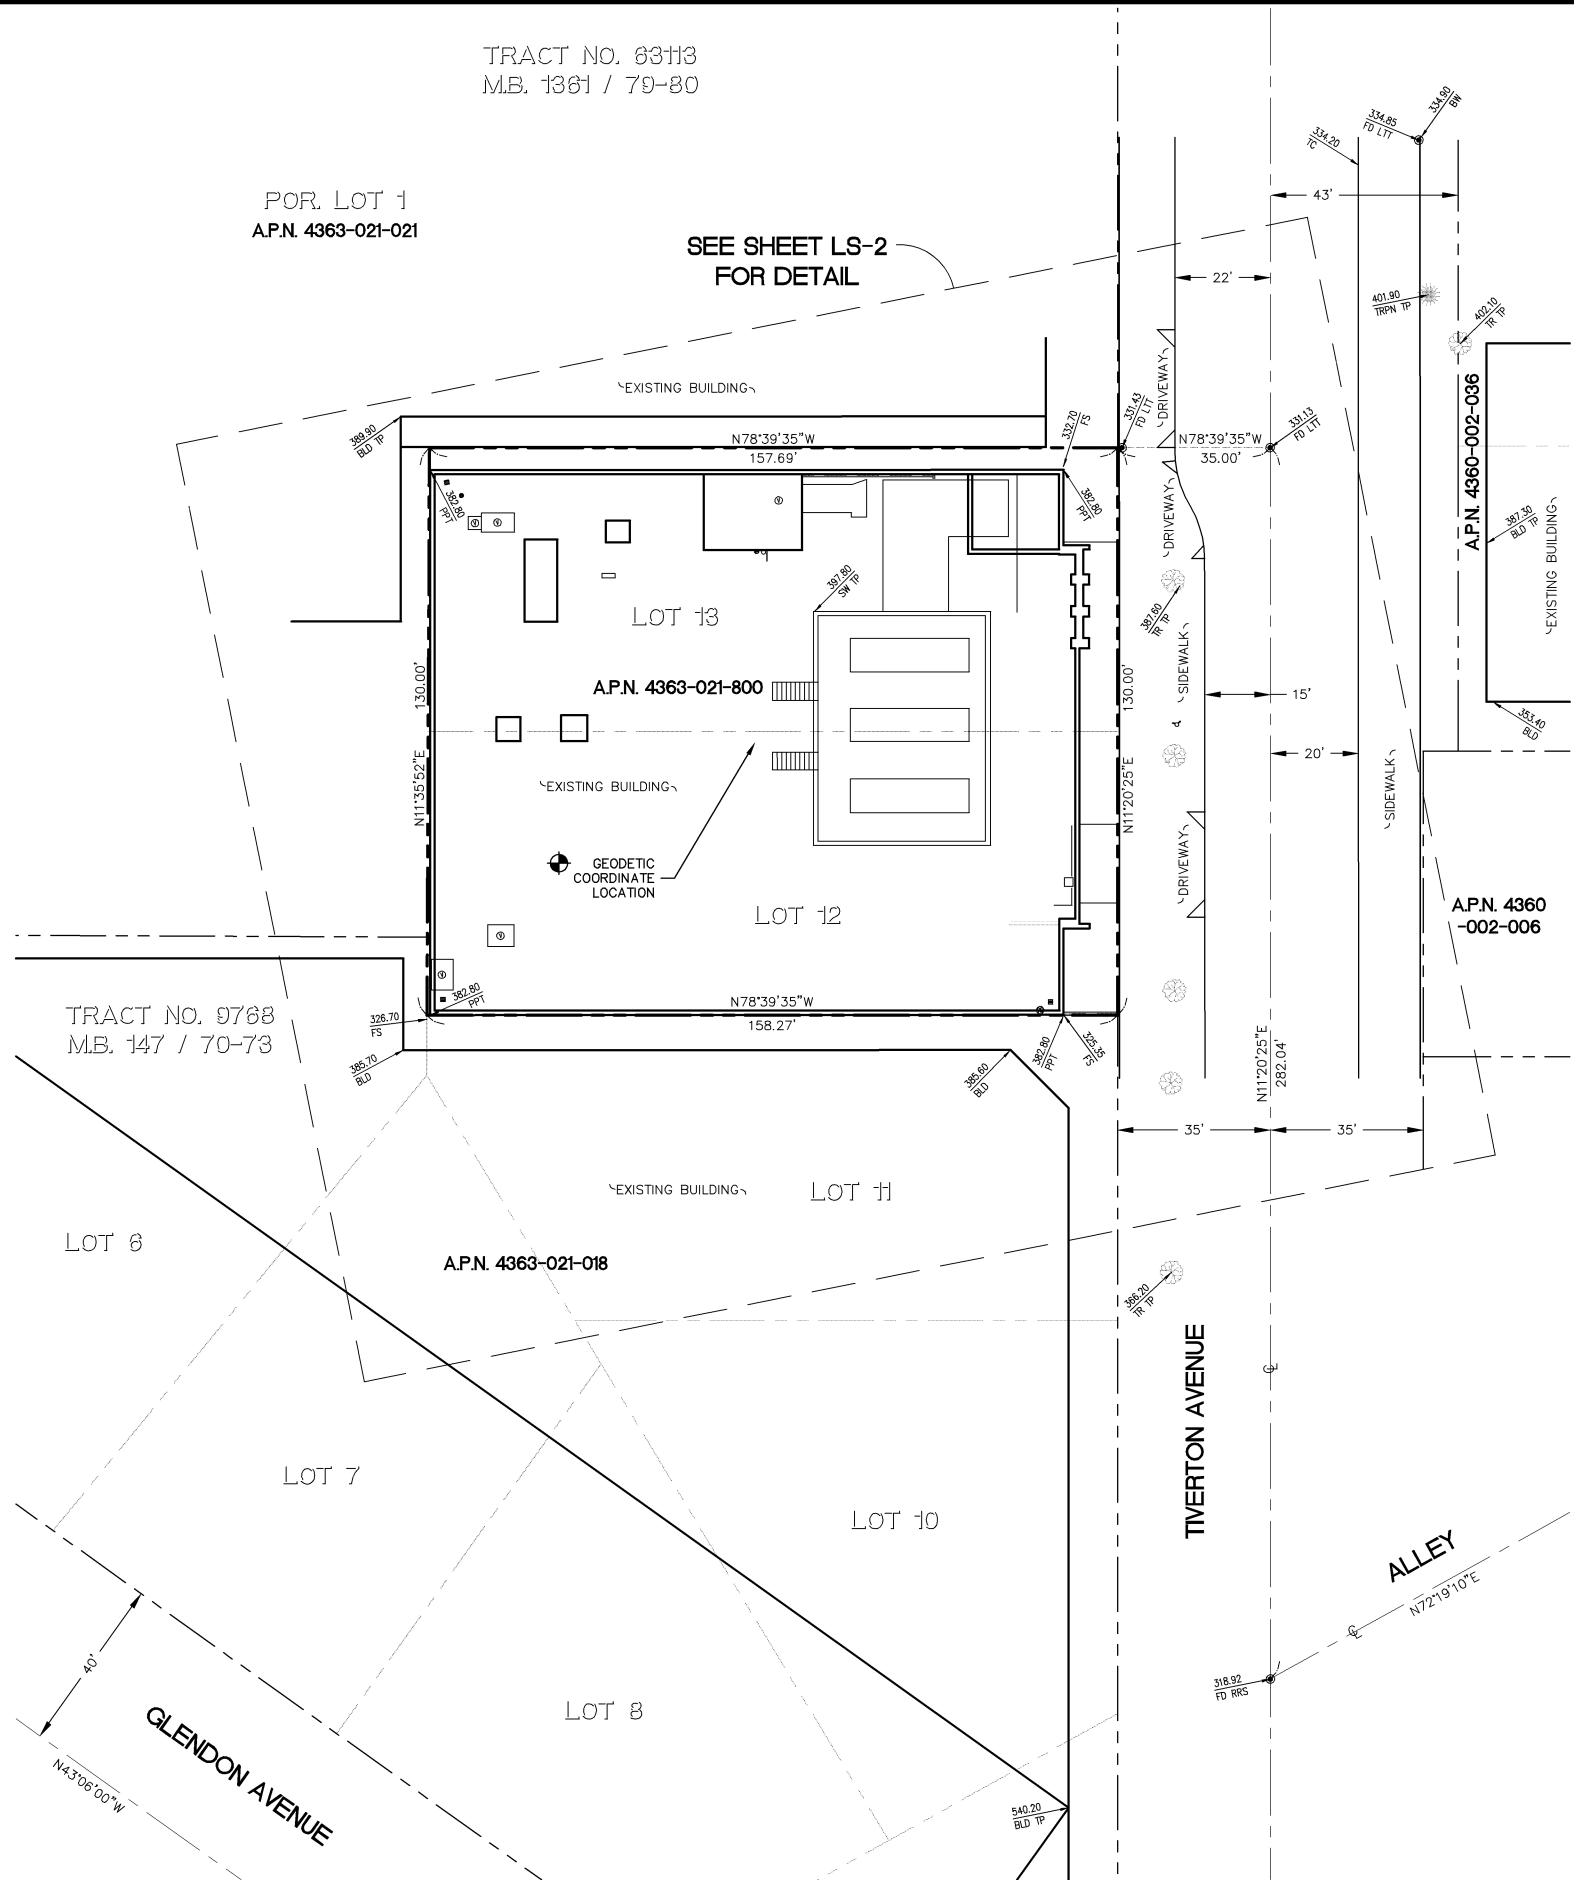 TRACT NO. 63113
M.B. 1361 / 79-80
POR. LOT 1
A.P.N. 4363-021-021
SEE SHEET LS-2
FOR DETAIL
334.90
BW
334.85
FD LTT
334.20
TC
43'
22'
401.90
TRPN TP
402.10
TR TP
EXISTING BUILDING
389.90
BLD TP
N78°39'35"W
157.69'
332.70
FS
331.43
FD LTT
DRIVEWAY
N78°39'35"W
35.00'
331.13
FD LTT
A.P.N. 4360-002-036
382.80
PPT
382.80
PPT
DRIVEWAY
387.30
BLD TP
EXISTING BUILDING
397.80
SW TP
387.60
TR TP
LOT 13
A.P.N. 4363-021-800
130.00'
N11°35'52"E
130.00'
N11°20'25"E
SIDEWALK
15'
353.40
BLD
20'
SIDEWALK
EXISTING BUILDING
GEODETIC
COORDINATE
LOCATION
DRIVEWAY
LOT 12
A.P.N. 4360
-002-006
382.80
PPT
N78°39'35"W
158.27'
326.70
FS
TRACT NO. 9768
M.B. 147 / 70-73
385.70
BLD
385.60
BLD
382.80
PPT
325.35
FS
N11°20'25"E
282.04'
35'
35'
EXISTING BUILDING
LOT 11
LOT 6
A.P.N. 4363-021-018
366.20
TR TP
TIVERTON AVENUE
LOT 7
LOT 10
ALLEY
N72°19'10"E
40'
318.92
FD RRS
LOT 8
GLENDON AVENUE
N43°06'00"W
540.20
BLD TP